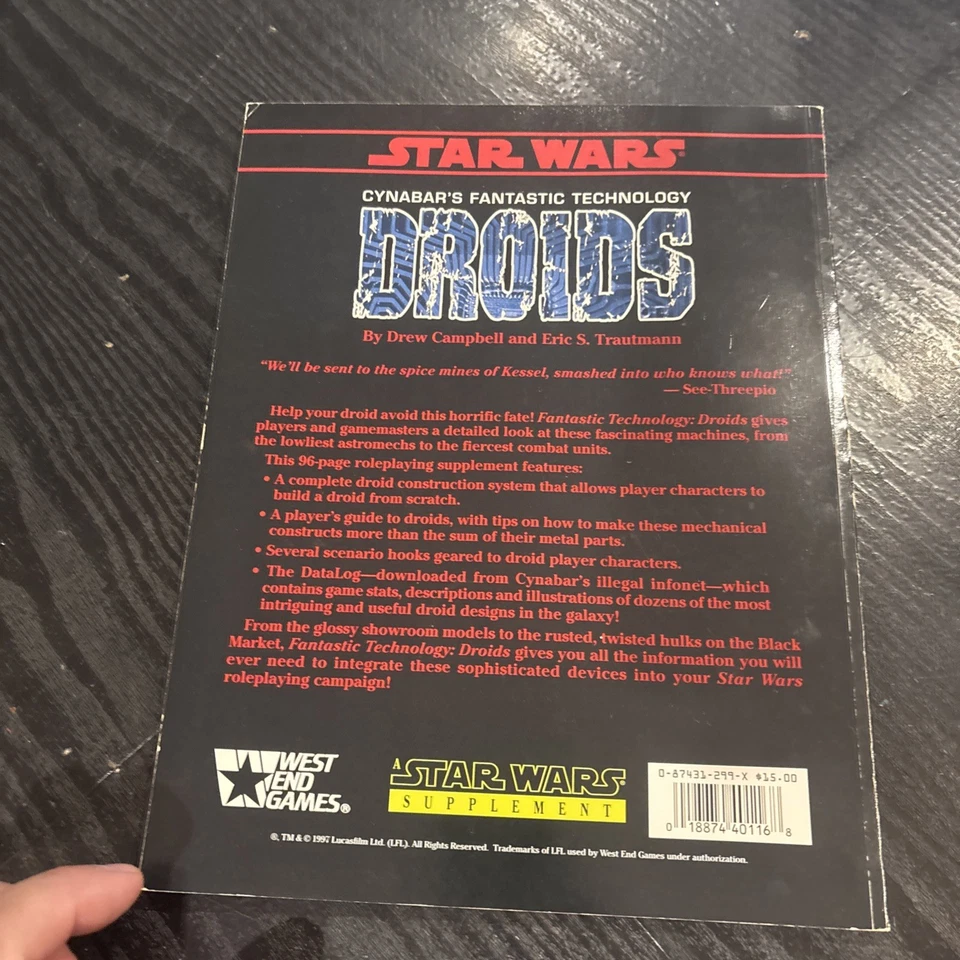 STAR WARS®
CYNABAR'S FANTASTIC TECHNOLOGY
DROIDS
By Drew Campbell and Eric S. Trautmann
"We'll be sent to the spice mines of Kessel, smashed into who knows what!"
— See-Threepio
Help your droid avoid this horrific fate! Fantastic Technology: Droids gives
players and gamemasters a detailed look at these fascinating machines, from
the lowliest astromechs to the fiercest combat units.
This 96-page roleplaying supplement features:
• A complete droid construction system that allows player characters to
build a droid from scratch.
• A player's guide to droids, with tips on how to make these mechanical
constructs more than the sum of their metal parts.
• Several scenario hooks geared to droid player characters.
• The DataLog—downloaded from Cynabar's illegal infonet—which
contains game stats, descriptions and illustrations of dozens of the most
intriguing and useful droid designs in the galaxy!
From the glossy showroom models to the rusted, twisted hulks on the Black
Market, Fantastic Technology: Droids gives you all the information you will
ever need to integrate these sophisticated devices into your Star Wars
roleplaying campaign!
WEST
END
GAMES®
A
STAR WARS®
SUPPLEMENT
0-87431-299-X $15.00
0 18874 40116 8
®, TM & © 1997 Lucasfilm Ltd. (LFL). All Rights Reserved. Trademarks of LFL used by West End Games under authorization.